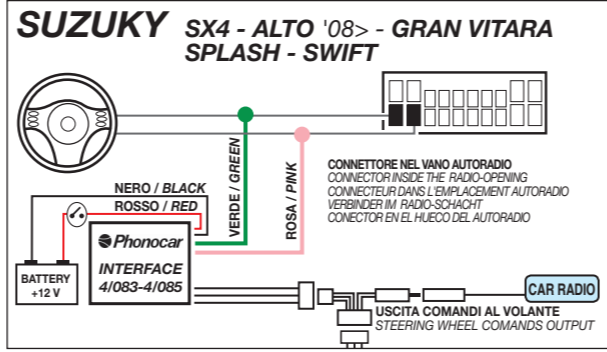 SUZUKY SX4 - ALTO '08> - GRAN VITARA
SPLASH - SWIFT
VERDE / GREEN
ROSA / PINK
CONNETTORE NEL VANO AUTORADIO
CONNECTOR INSIDE THE RADIO-OPENING
CONNECTEUR DANS L'EMPLACEMENT AUTORADIO
VERBINDER IM RADIO-SCHACHT
CONECTOR EN EL HUECO DEL AUTORADIO
NERO / BLACK
ROSSO / RED
Phonocar
INTERFACE
4/083-4/085
BATTERY
+12 V
CAR RADIO
USCITA COMANDI AL VOLANTE
STEERING WHEEL COMANDS OUTPUT